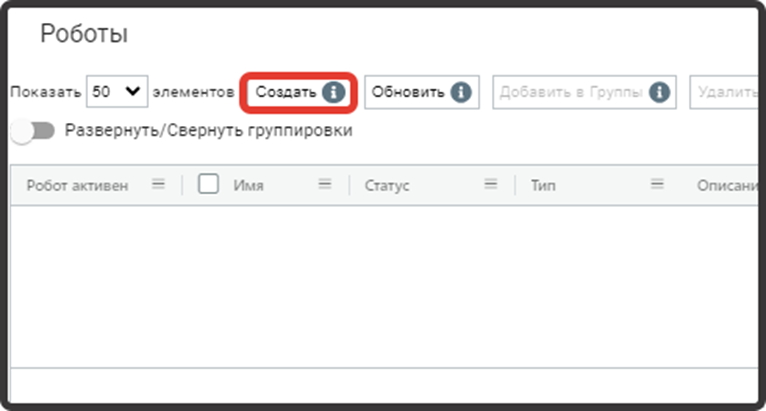 Роботы
Показать 50 элементов Создать Обновить Добавить в Группы Удалить
Развернуть/Свернуть группировки
Робот активен Имя Статус Тип Описани